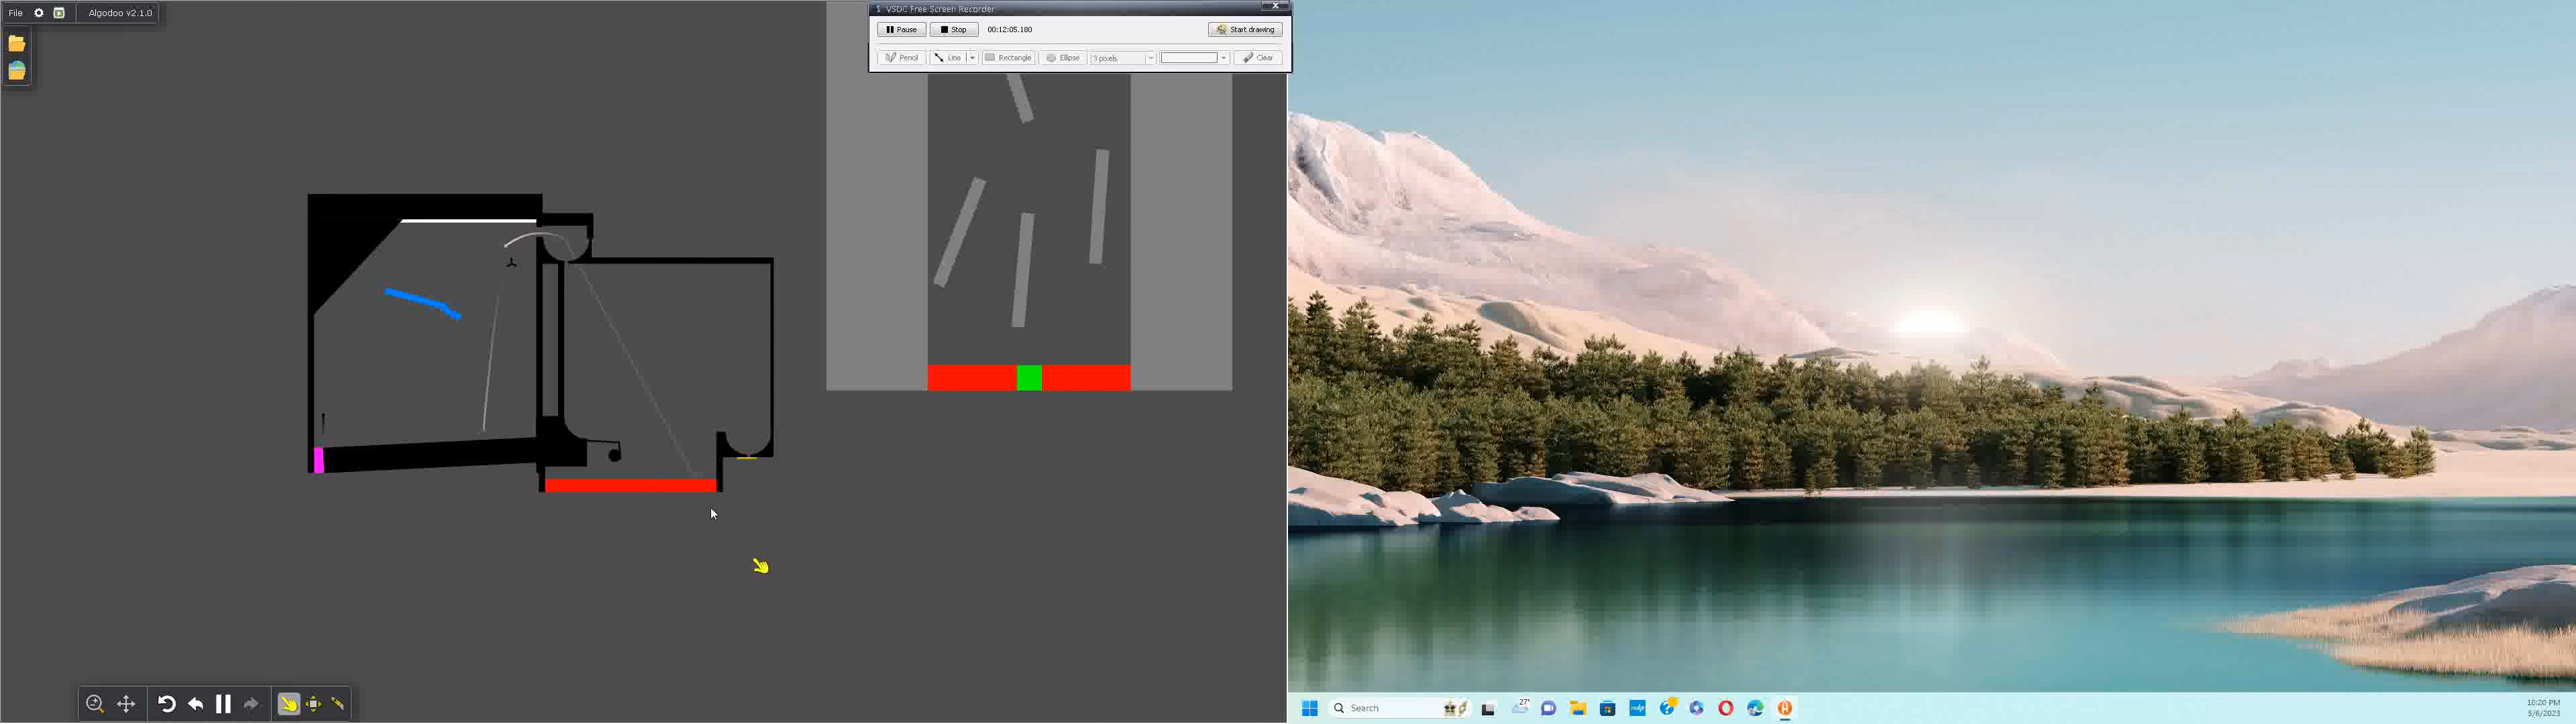 File Algodoo v2.1.0
VSDC Free Screen Recorder
Pause Stop 00:12:05.180 Start drawing
Pencil Line Rectangle Ellipse 3 pixels Clear
Search
27°
10:20 PM
5/6/2023